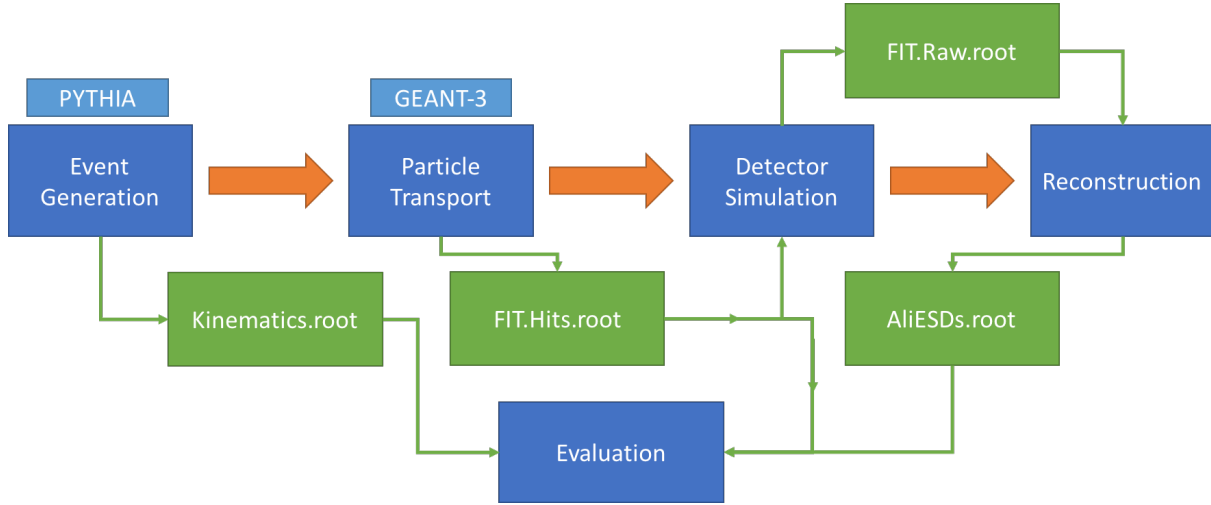 FIT.Raw.root
PYTHIA
GEANT-3
Event
Generation
Particle
Transport
Detector
Simulation
Reconstruction
Kinematics.root
FIT.Hits.root
AliESDs.root
Evaluation